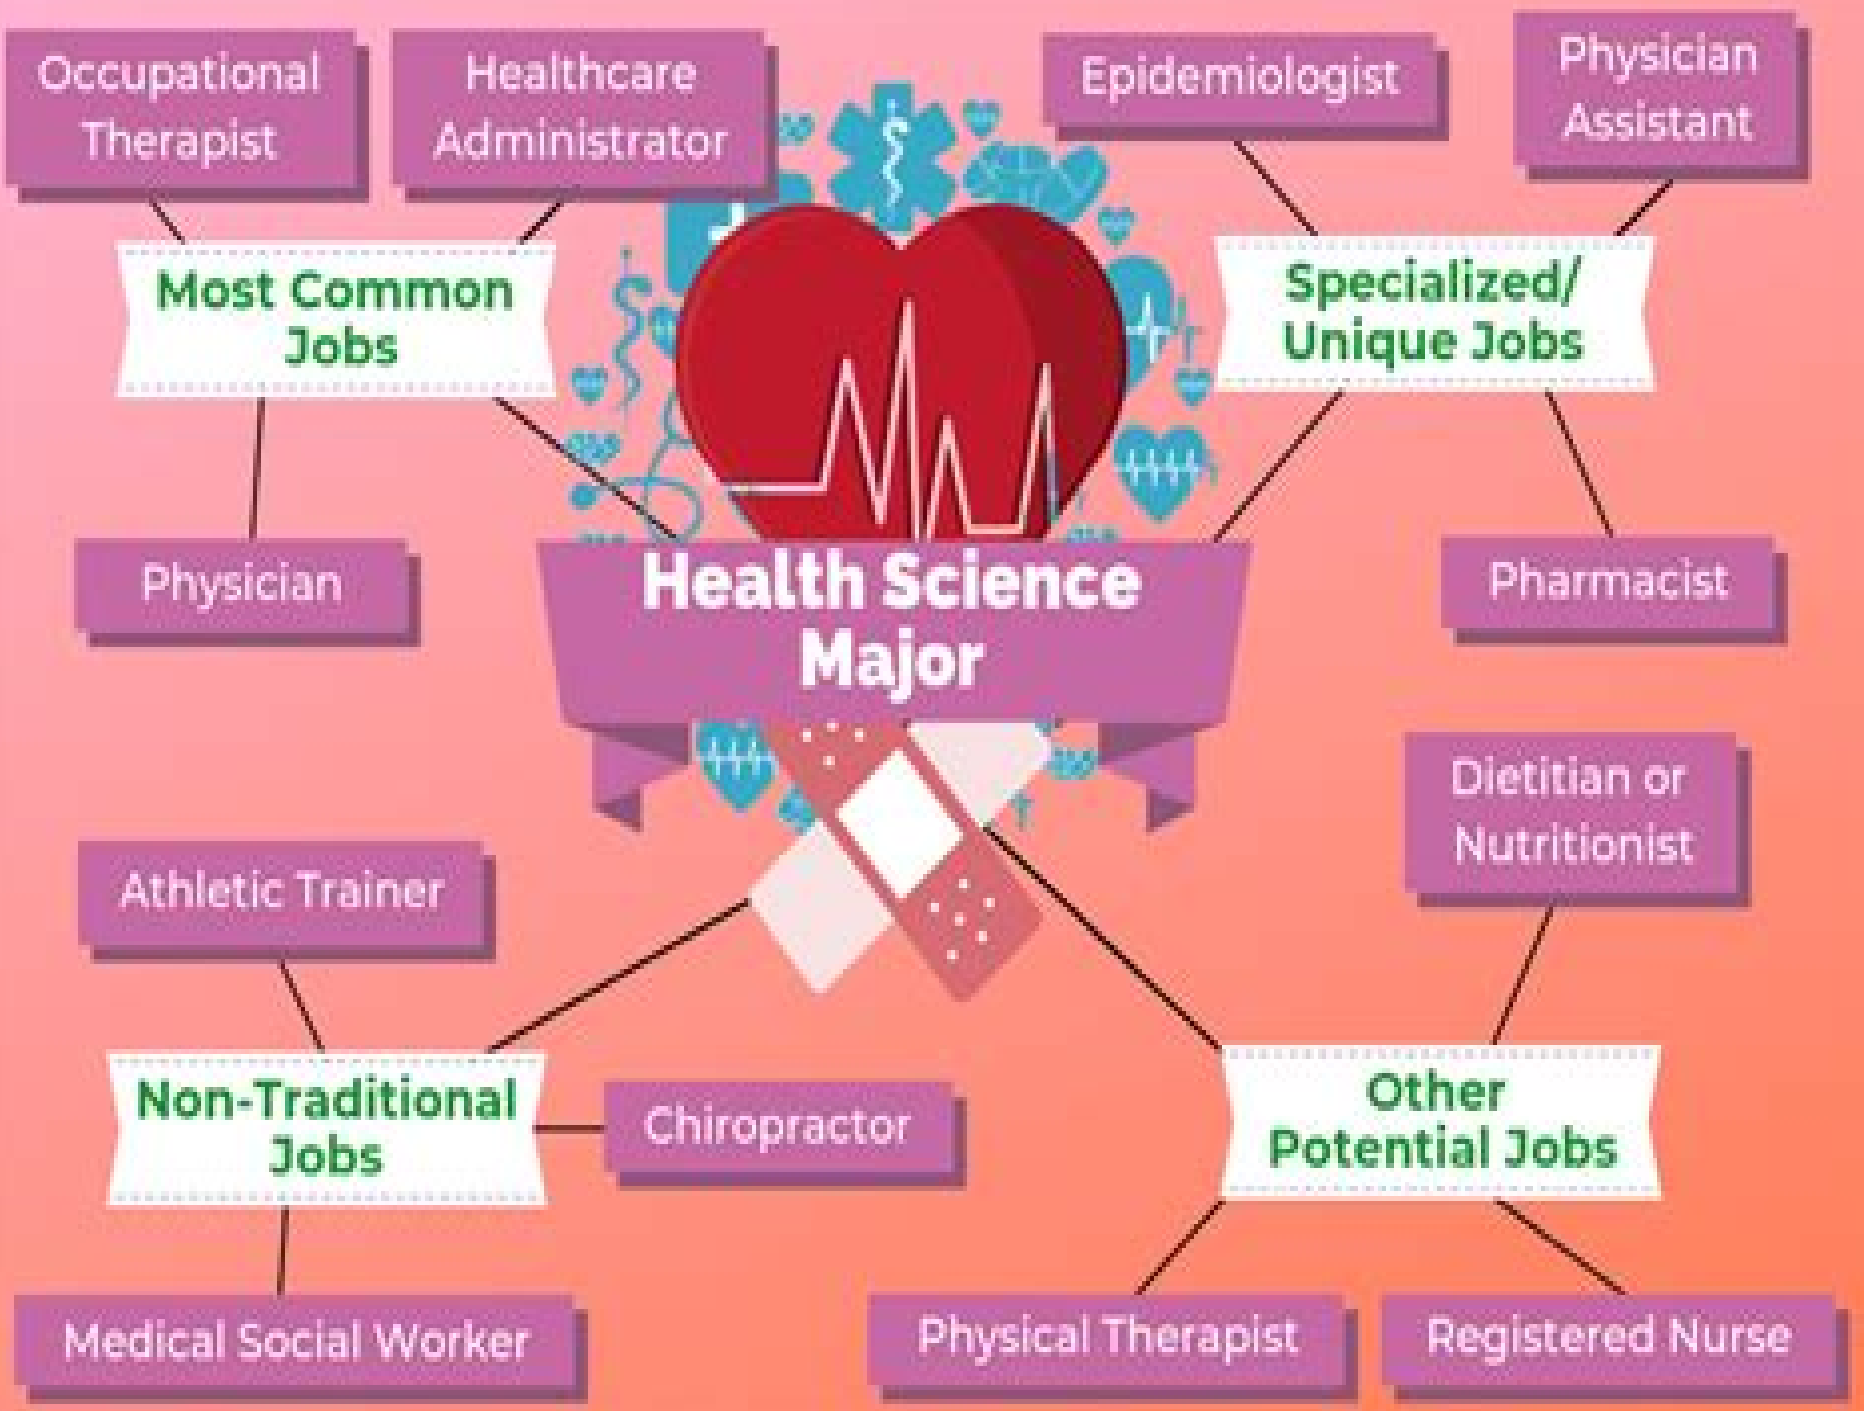 Occupational
Therapist
Healthcare
Administrator
Most Common
Jobs
Physician
Epidemiologist
Physician
Assistant
Specialized/
Unique Jobs
Pharmacist
Health Science
Major
Athletic Trainer
Non-Traditional
Jobs
Chiropractor
Medical Social Worker
Dietitian or
Nutritionist
Other
Potential Jobs
Physical Therapist
Registered Nurse